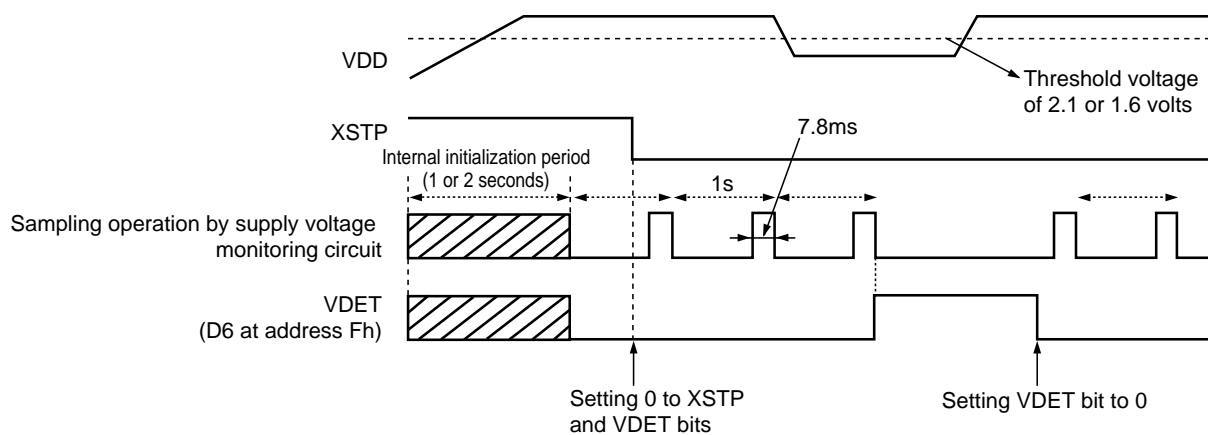 VDD
Threshold voltage
of 2.1 or 1.6 volts
XSTP
7.8ms
Internal initialization period
(1 or 2 seconds)
1s
Sampling operation by supply voltage
monitoring circuit
VDET
(D6 at address Fh)
Setting 0 to XSTP
and VDET bits
Setting VDET bit to 0